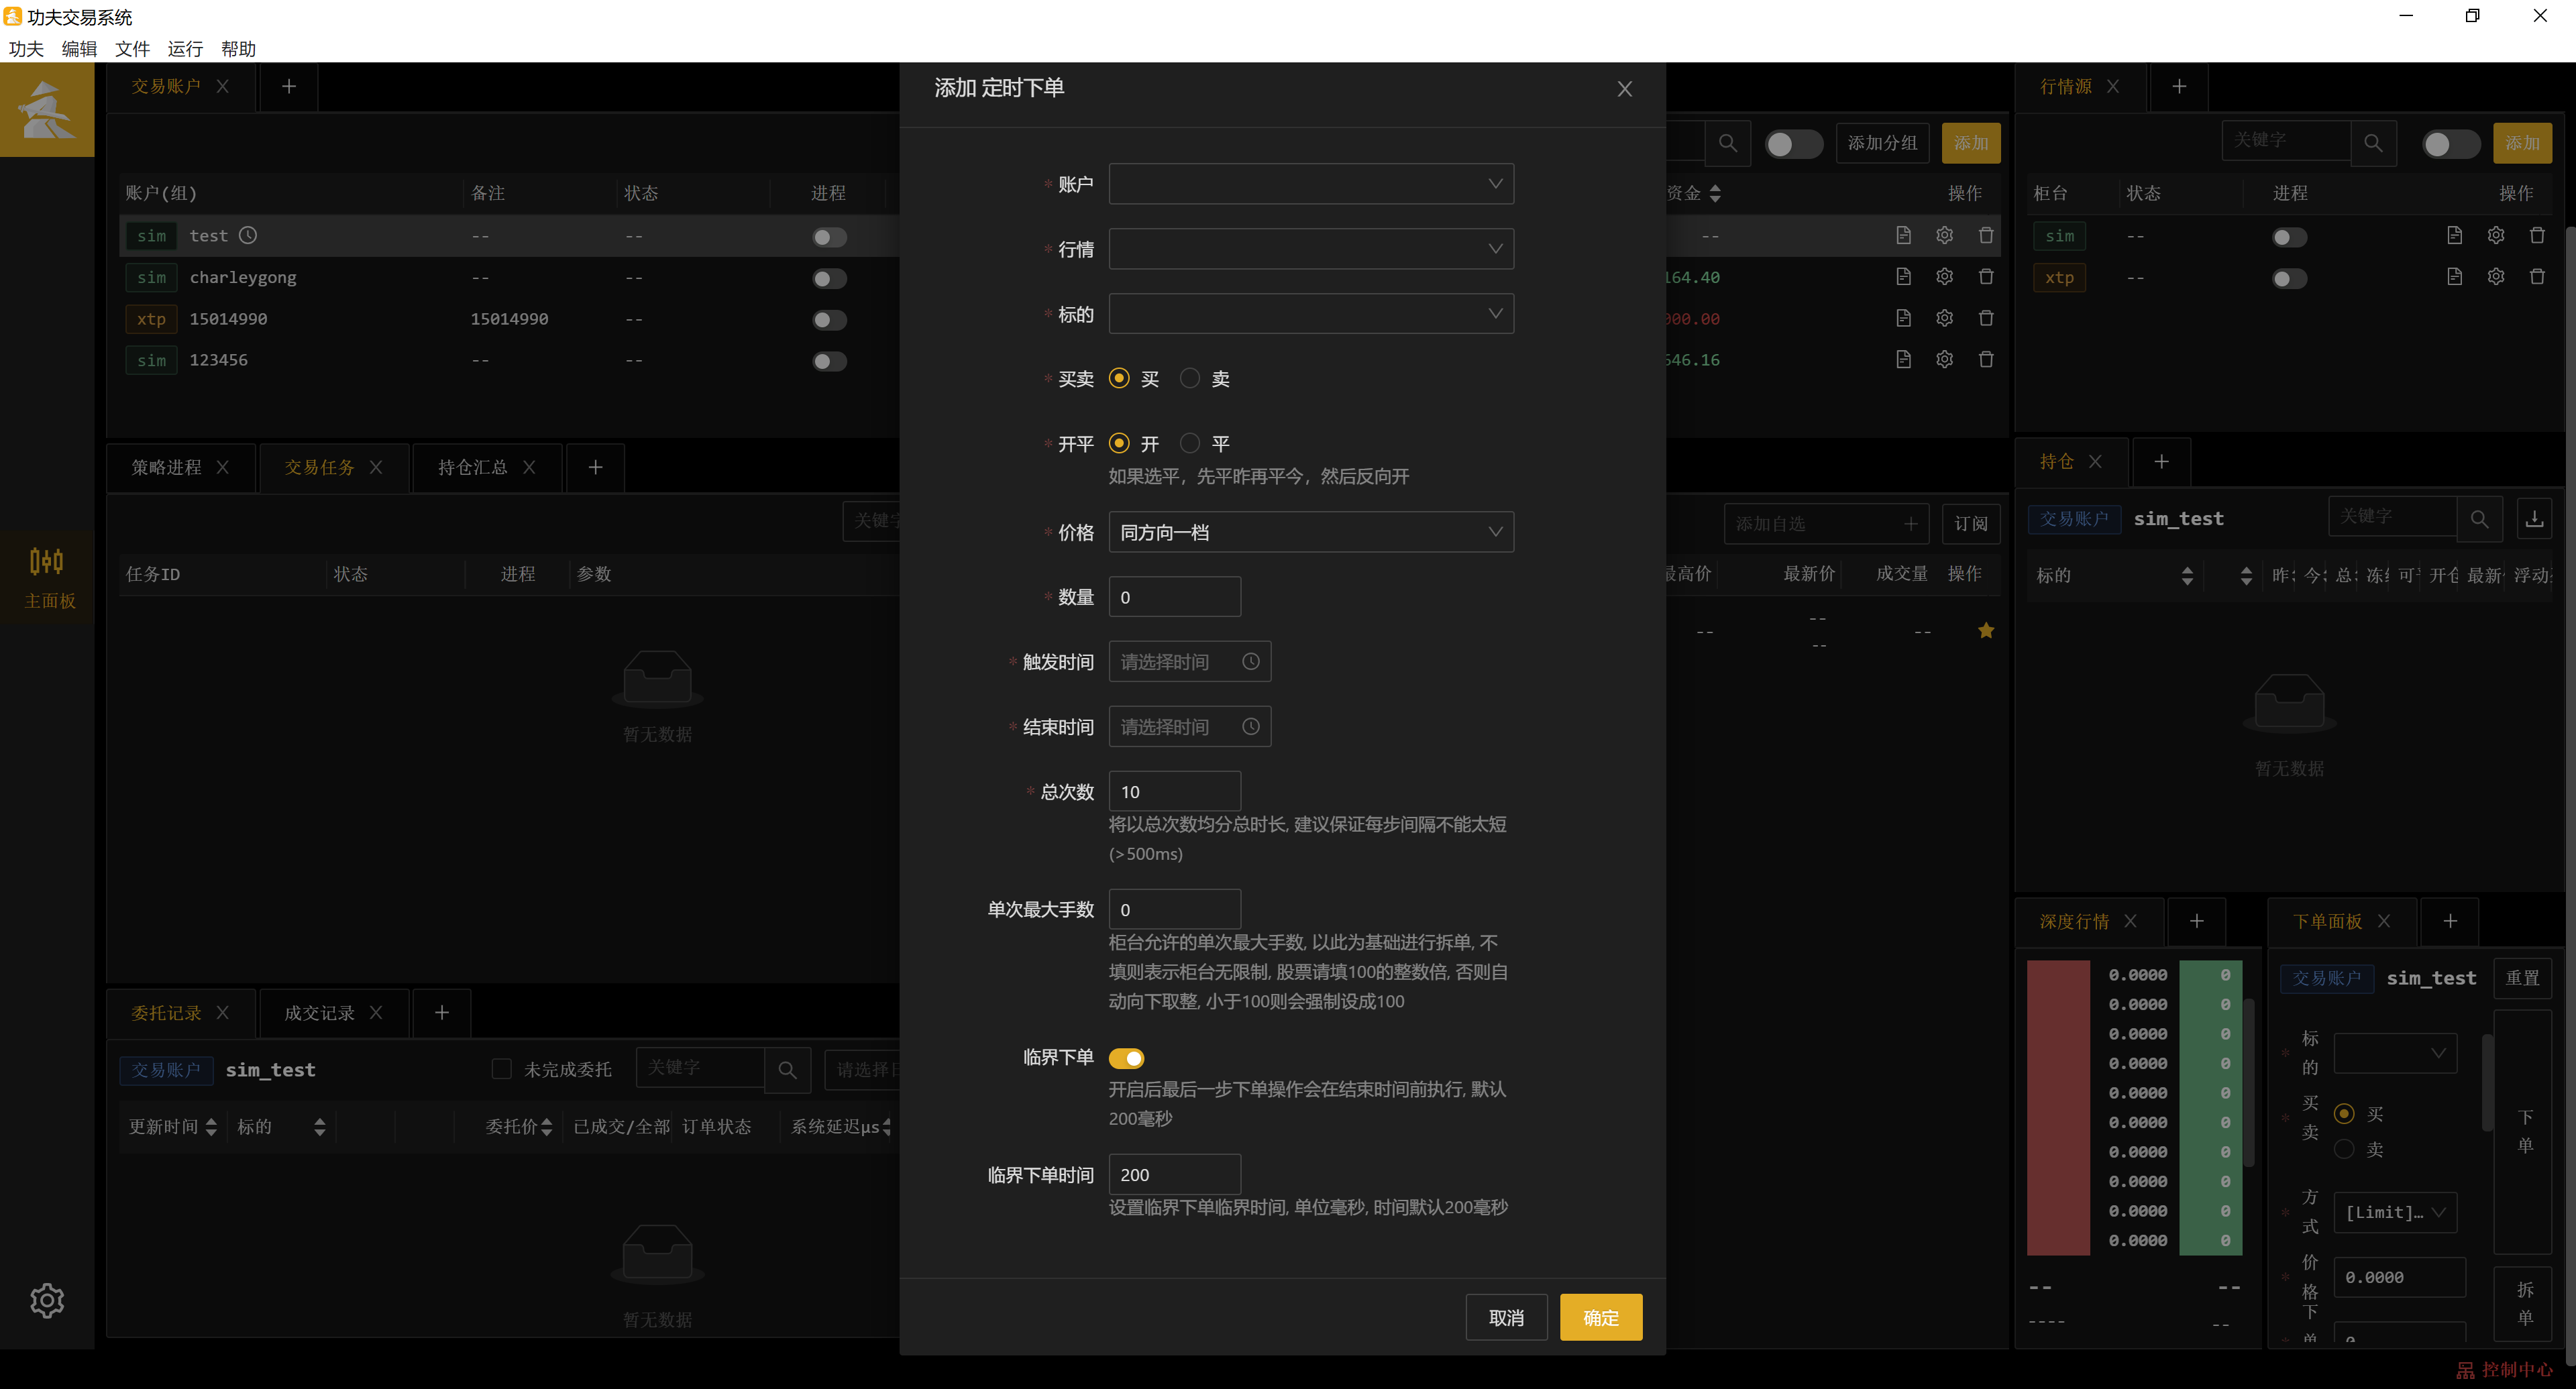 功夫交易系统
功夫 编辑 文件 运行 帮助
交易账户
添加分组 添加
账户(组) 备注 状态 进程 资金 操作
sim test -- -- --
sim charleygong -- -- 164.40
xtp 15014990 15014990 -- 000.00
sim 123456 -- -- 646.16
主面板
策略进程 交易任务 持仓汇总
关键字
任务ID 状态 进程 参数
暂无数据
添加自选 订阅
最高价 最新价 成交量 操作
-- -- --
--
委托记录 成交记录
交易账户 sim_test 未完成委托 关键字 请选择日
更新时间 标的 委托价 已成交/全部 订单状态 系统延迟μs
暂无数据
添加 定时下单
* 账户
* 行情
* 标的
* 买卖 买 卖
* 开平 开 平
如果选平，先平昨再平今，然后反向开
* 价格 同方向一档
* 数量 0
* 触发时间 请选择时间
* 结束时间 请选择时间
* 总次数 10
将以总次数均分总时长, 建议保证每步间隔不能太短
(>500ms)
单次最大手数 0
柜台允许的单次最大手数, 以此为基础进行拆单, 不
填则表示柜台无限制, 股票请填100的整数倍, 否则自
动向下取整, 小于100则会强制设成100
临界下单
开启后最后一步下单操作会在结束时间前执行, 默认
200毫秒
临界下单时间 200
设置临界下单临界时间, 单位毫秒, 时间默认200毫秒
取消 确定
行情源
关键字 添加
柜台 状态 进程 操作
sim --
xtp --
持仓
交易账户 sim_test 关键字
标的 昨 今 总 冻 可 开仓 最新 浮动
暂无数据
深度行情
0.0000 0
0.0000 0
0.0000 0
0.0000 0
0.0000 0
0.0000 0
0.0000 0
0.0000 0
0.0000 0
0.0000 0
-- --
---- --
下单面板
交易账户 sim_test 重置
* 标的
* 买卖 买
卖
* 方式 [Limit]...
* 价格 0.0000
* 下单 0
下单
拆单
控制中心